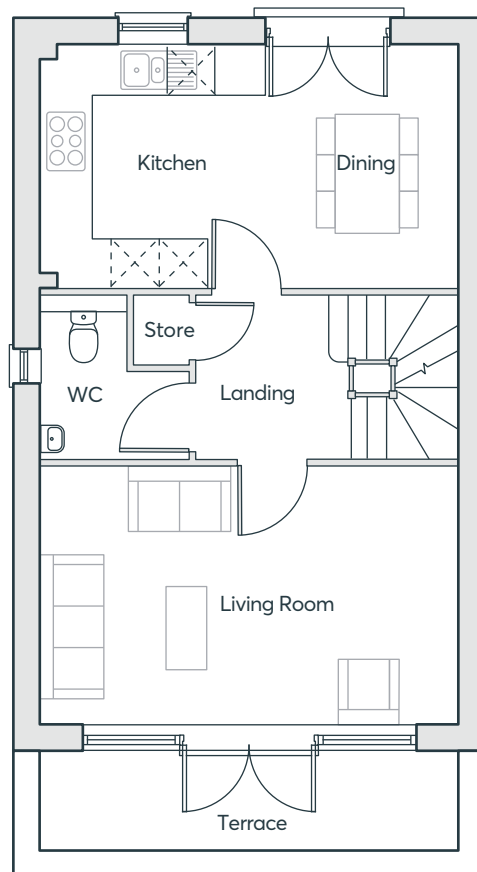 Kitchen
Dining
Store
WC
Landing
Living Room
Terrace